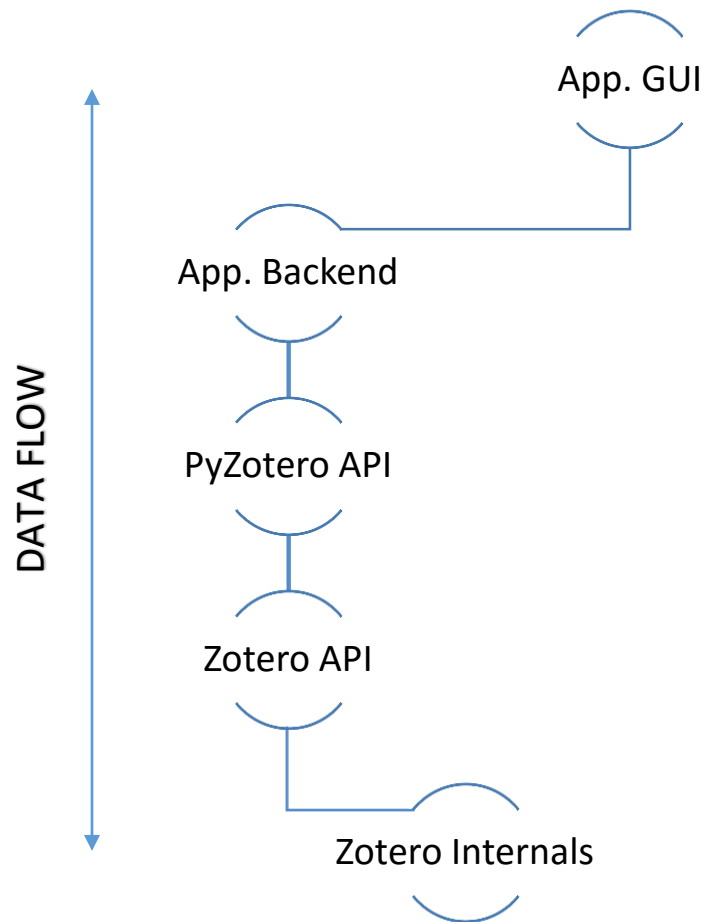 App. GUI
App. Backend
DATA FLOW
PyZotero API
Zotero API
Zotero Internals